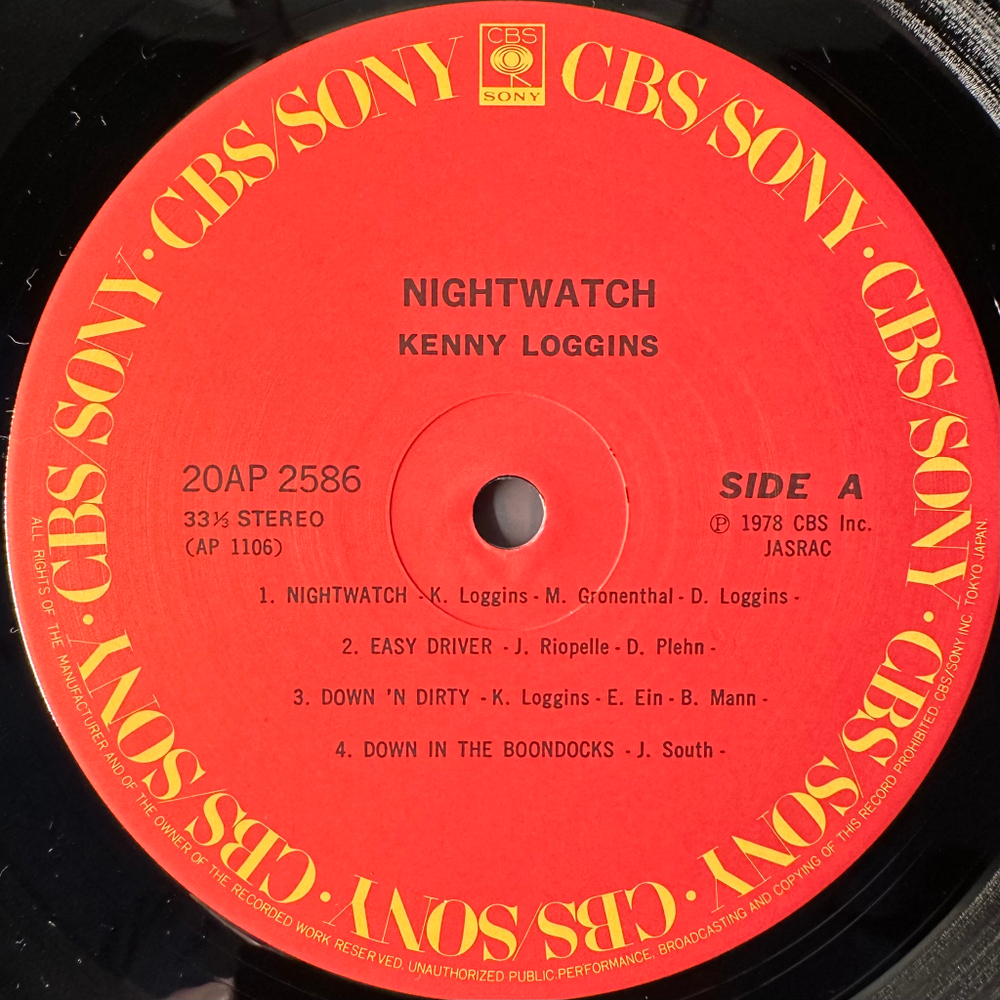 CBS
SONY
CBS/SONY · CBS/SONY · CBS/SONY · CBS/SONY · CBS/SONY · CBS/SONY · CBS/SONY · CBS/SONY
NIGHTWATCH
KENNY LOGGINS
20AP 2586
33⅓ STEREO
(AP 1106)
SIDE A
Ⓟ 1978 CBS Inc.
JASRAC
1. NIGHTWATCH - K. Loggins - M. Gronenthal - D. Loggins -
2. EASY DRIVER - J. Riopelle - D. Plehn -
3. DOWN 'N DIRTY - K. Loggins - E. Ein - B. Mann -
4. DOWN IN THE BOONDOCKS - J. South -
ALL RIGHTS OF THE MANUFACTURER AND OF THE OWNER OF THE RECORDED WORK RESERVED. UNAUTHORIZED PUBLIC.PERFORMANCE, BROADCASTING AND COPYING OF THIS RECORD PROHIBITED. CBS/SONY INC. TOKYO JAPAN